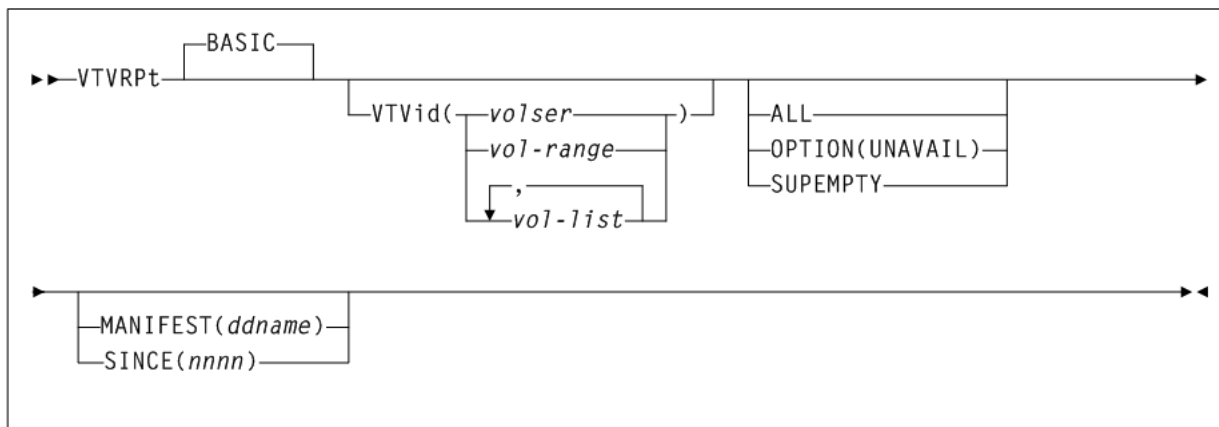 BASIC
VTVRPt
VTVid( volser )
vol-range
,
vol-list
ALL
OPTION(UNAVAIL)
SUPEMPTY
MANIFEST(ddname)
SINCE(nnnn)